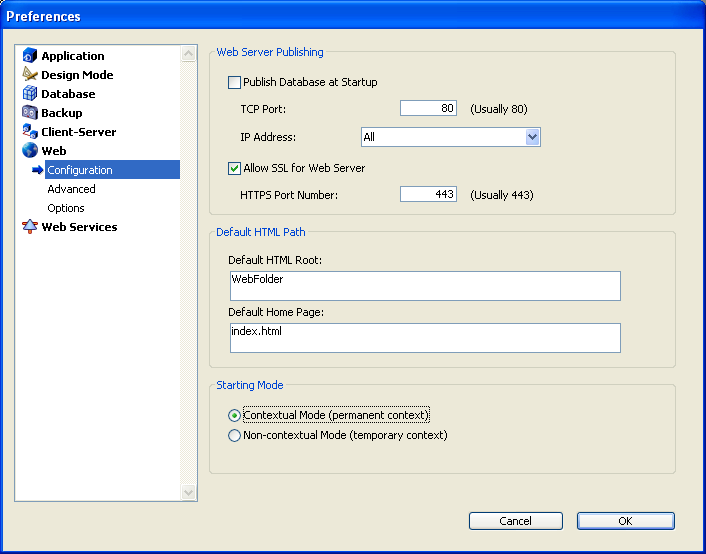 Preferences
Application
Design Mode
Database
Backup
Client-Server
Web
Configuration
Advanced
Options
Web Services
Web Server Publishing
Publish Database at Startup
TCP Port: 80 (Usually 80)
IP Address: All
Allow SSL for Web Server
HTTPS Port Number: 443 (Usually 443)
Default HTML Path
Default HTML Root:
WebFolder
Default Home Page:
index.html
Starting Mode
Contextual Mode (permanent context)
Non-contextual Mode (temporary context)
Cancel OK